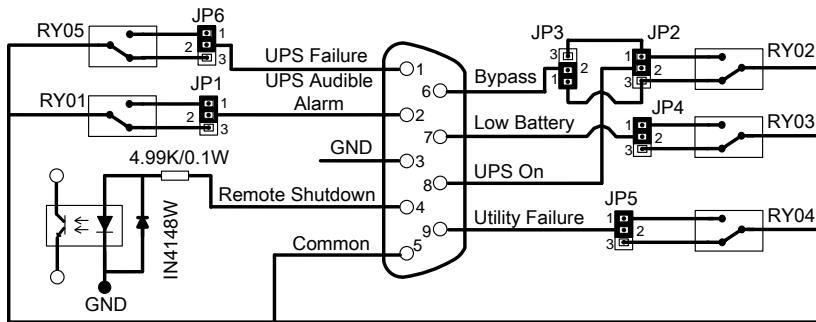 JP6
RY05
1
2
3
UPS Failure
JP1
RY01
1
2
3
UPS Audible
Alarm
GND
4.99K/0.1W
Remote Shutdown
IN4148W
GND
Common
1
2
3
4
5
6
7
8
9
Bypass
Low Battery
UPS On
Utility Failure
JP3
3
2
1
JP2
1
2
3
RY02
JP4
1
2
3
RY03
JP5
1
2
3
RY04